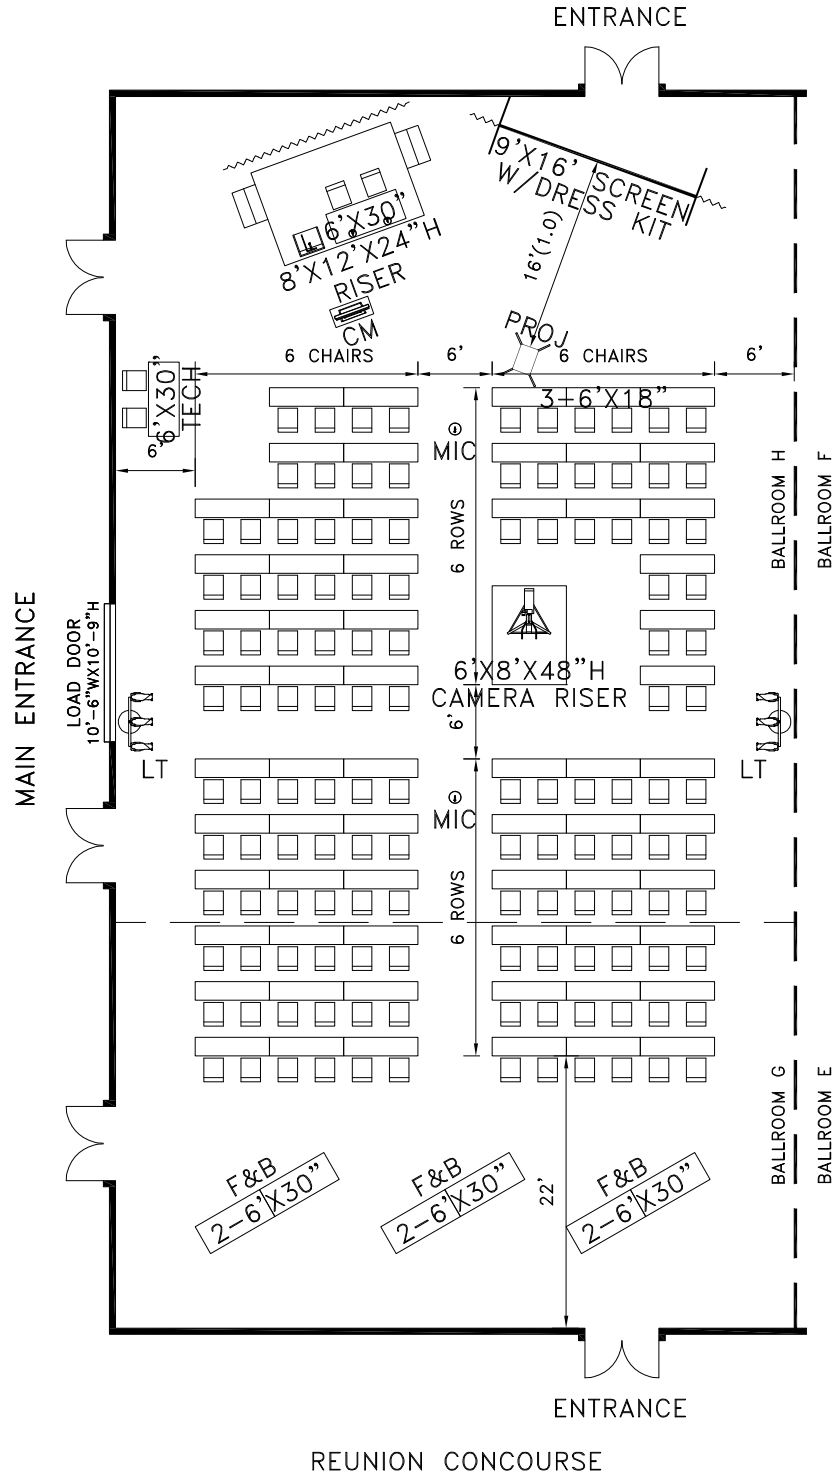 ENTRANCE
9'X16' SCREEN
W/DRESS KIT
6'X30"
8'X12'X24"H
RISER
16'(1.0)
CM
PROJ
6 CHAIRS
6'
6 CHAIRS
6'
6'X30"
TECH
3-6'X18"
6'
MIC
6 ROWS
BALLROOM H
BALLROOM F
MAIN ENTRANCE
LOAD DOOR
10'-6"WX10'-9"H
6'X8'X48"H
CAMERA RISER
6'
LT
LT
MIC
6 ROWS
BALLROOM G
BALLROOM E
F&B
2-6'X30"
F&B
2-6'X30"
F&B
2-6'X30"
22'
ENTRANCE
REUNION CONCOURSE